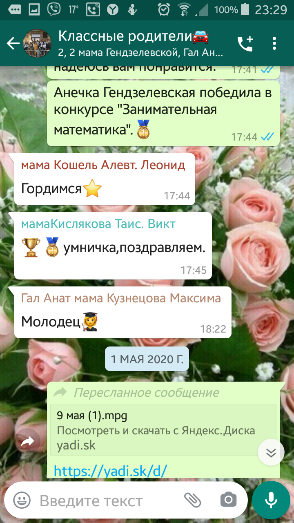 100% 23:29
Классные родители🚗
2, 2 мама Гендзелевской, Гал Ан...
надеюсь вам понравится.
17:41
Анечка Гендзелевская победила в
конкурсе "Занимательная
математика".🏅
17:44
мама Кошель Алевт. Леонид
Гордимся⭐
17:44
мамаКислякова Таис. Викт
🏆🏅умничка,поздравляем.
17:45
Гал Анат мама Кузнецова Максима
Молодец👩‍🎓
18:22
1 МАЯ 2020 Г.
Пересланное сообщение
9 мая (1).mpg
Посмотреть и скачать с Яндекс.Диска
yadi.sk
https://yadi.sk/d/
Введите текст